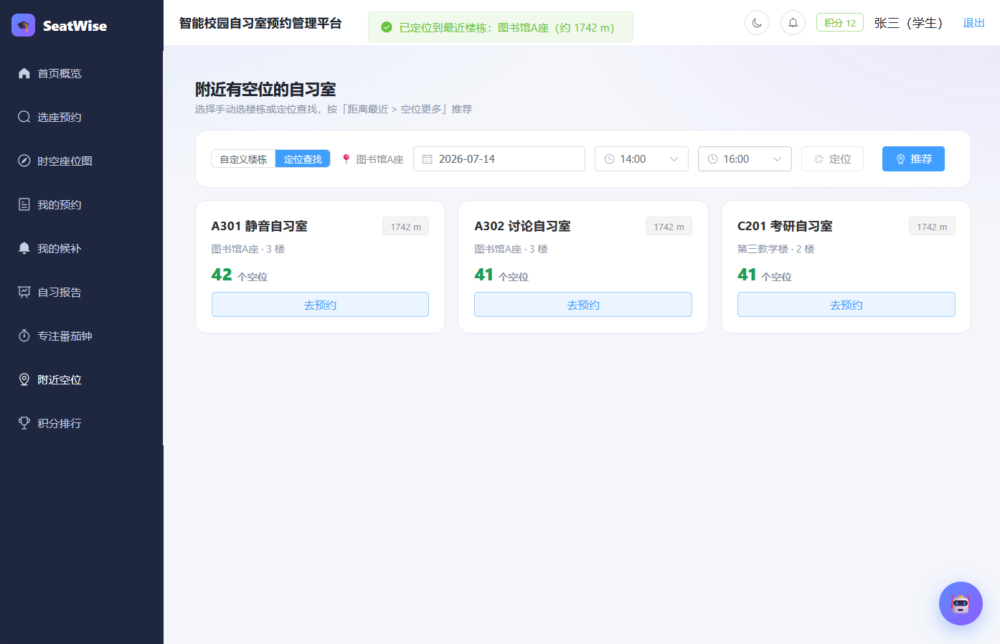 SeatWise
智能校园自习室预约管理平台
已定位到最近楼栋：图书馆A座（约 1742 m）
积分 12
张三（学生）
退出
首页概览
选座预约
时空座位图
我的预约
我的候补
自习报告
专注番茄钟
附近空位
积分排行
附近有空位的自习室
选择手动选楼栋或定位查找，按「距离最近 > 空位更多」推荐
自定义楼栋
定位查找
图书馆A座
2026-07-14
14:00
16:00
定位
推荐
A301 静音自习室
1742 m
图书馆A座 · 3 楼
42 个空位
去预约
A302 讨论自习室
1742 m
图书馆A座 · 3 楼
41 个空位
去预约
C201 考研自习室
1742 m
第三教学楼 · 2 楼
41 个空位
去预约